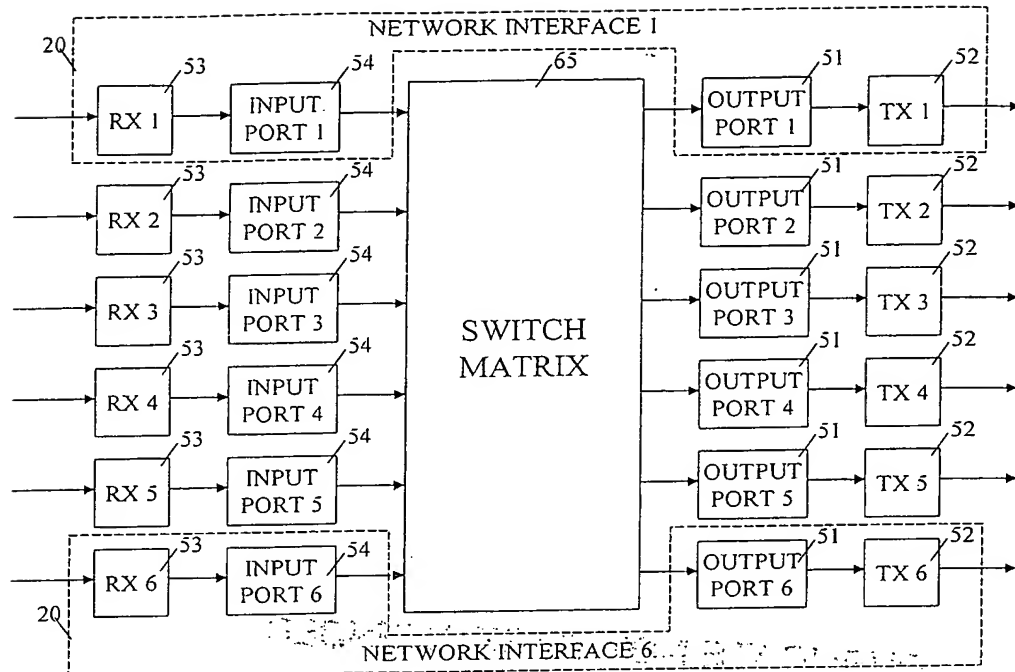 NETWORK INTERFACE 1
20
53
54
65
51
52
RX 1
INPUT
PORT 1
OUTPUT
PORT 1
TX 1
53
54
51
52
RX 2
INPUT
PORT 2
OUTPUT
PORT 2
TX 2
53
54
51
52
RX 3
INPUT
PORT 3
SWITCH
MATRIX
OUTPUT
PORT 3
TX 3
53
54
51
52
RX 4
INPUT
PORT 4
OUTPUT
PORT 4
TX 4
53
54
51
52
RX 5
INPUT
PORT 5
OUTPUT
PORT 5
TX 5
53
54
51
52
RX 6
INPUT
PORT 6
OUTPUT
PORT 6
TX 6
20
NETWORK INTERFACE 6